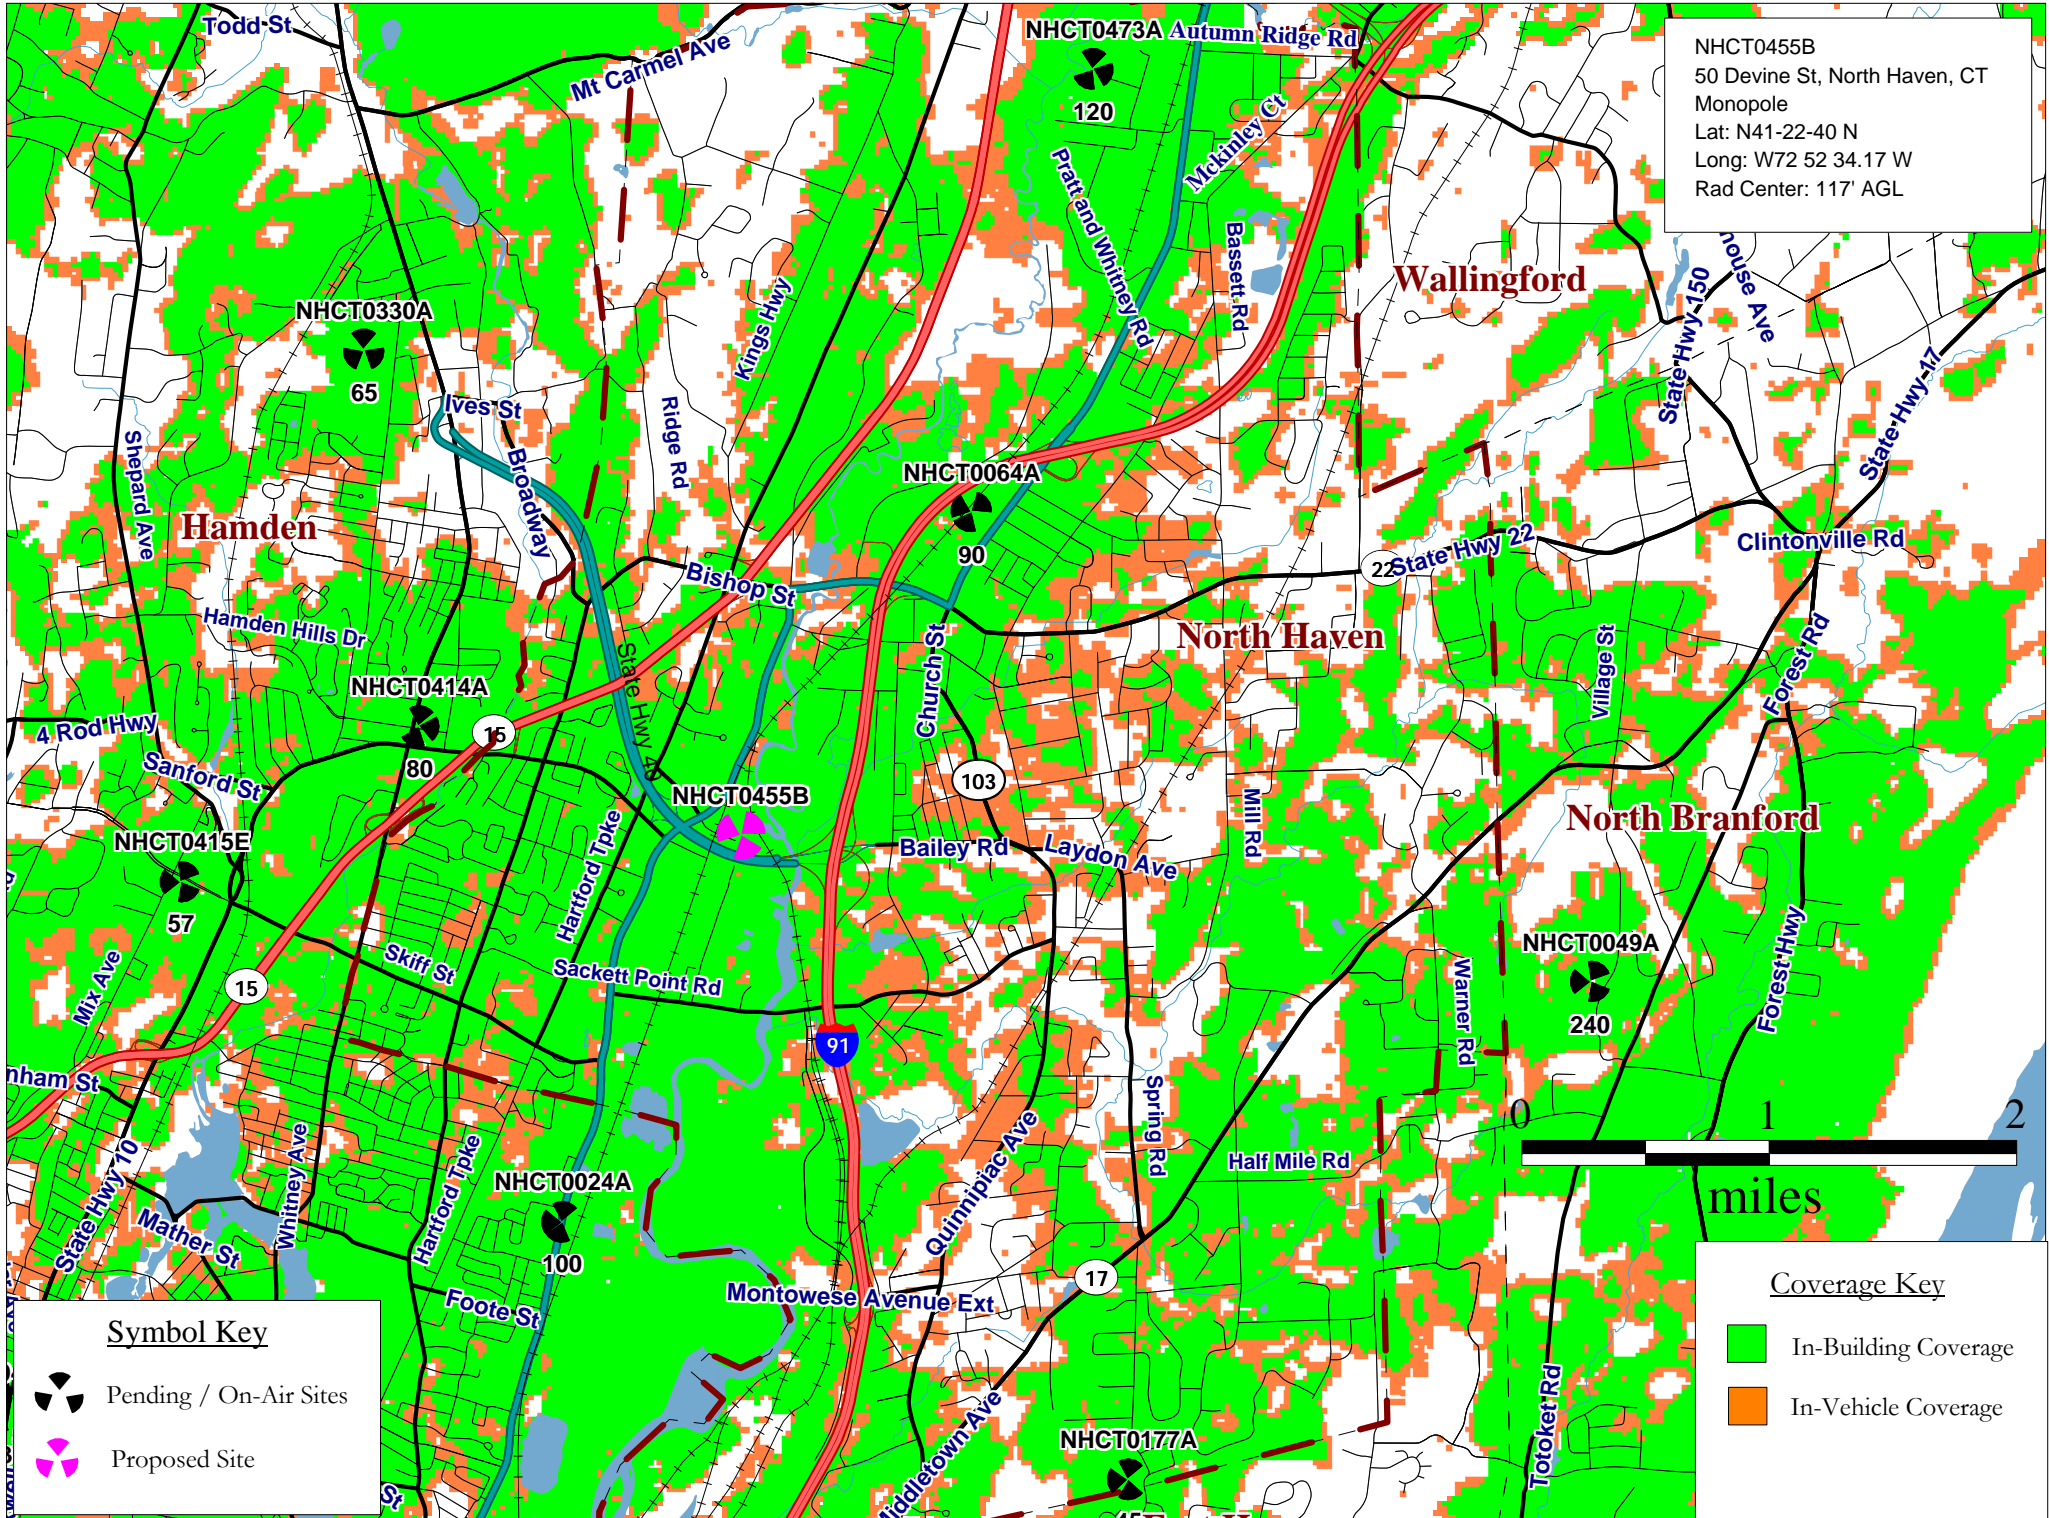 Todd St
Mt Carmel Ave
NHCT0473A
Autumn Ridge Rd
120
Mckinley Ct
Pratt and Whitney Rd
Bassett Rd
NHCT0455B
50 Devine St, North Haven, CT
Monopole
Lat: N41-22-40 N
Long: W72 52 34.17 W
Rad Center: 117' AGL
Wallingford
house Ave
State Hwy 150
State Hwy 17
NHCT0330A
65
Kings Hwy
Ives St
Ridge Rd
Broadway
Shepard Ave
Hamden
NHCT0064A
90
Bishop St
22
State Hwy 22
Clintonville Rd
Hamden Hills Dr
North Haven
Church St
Village St
Forest Rd
State Hwy 40
NHCT0414A
80
15
4 Rod Hwy
Sanford St
NHCT0455B
103
Mill Rd
North Branford
NHCT0415E
57
Hartford Tpke
Bailey Rd
Laydon Ave
Skiff St
Sackett Point Rd
Mix Ave
15
Warner Rd
NHCT0049A
240
Forest Hwy
91
nham St
Spring Rd
Half Mile Rd
0 1 2
miles
State Hwy 10
Whitney Ave
Hartford Tpke
Mather St
NHCT0024A
100
Quinnipiac Ave
17
Foote St
Montowese Avenue Ext
Middletown Ave
NHCT0177A
Totoket Rd
St
Symbol Key
Pending / On-Air Sites
Proposed Site
Coverage Key
In-Building Coverage
In-Vehicle Coverage